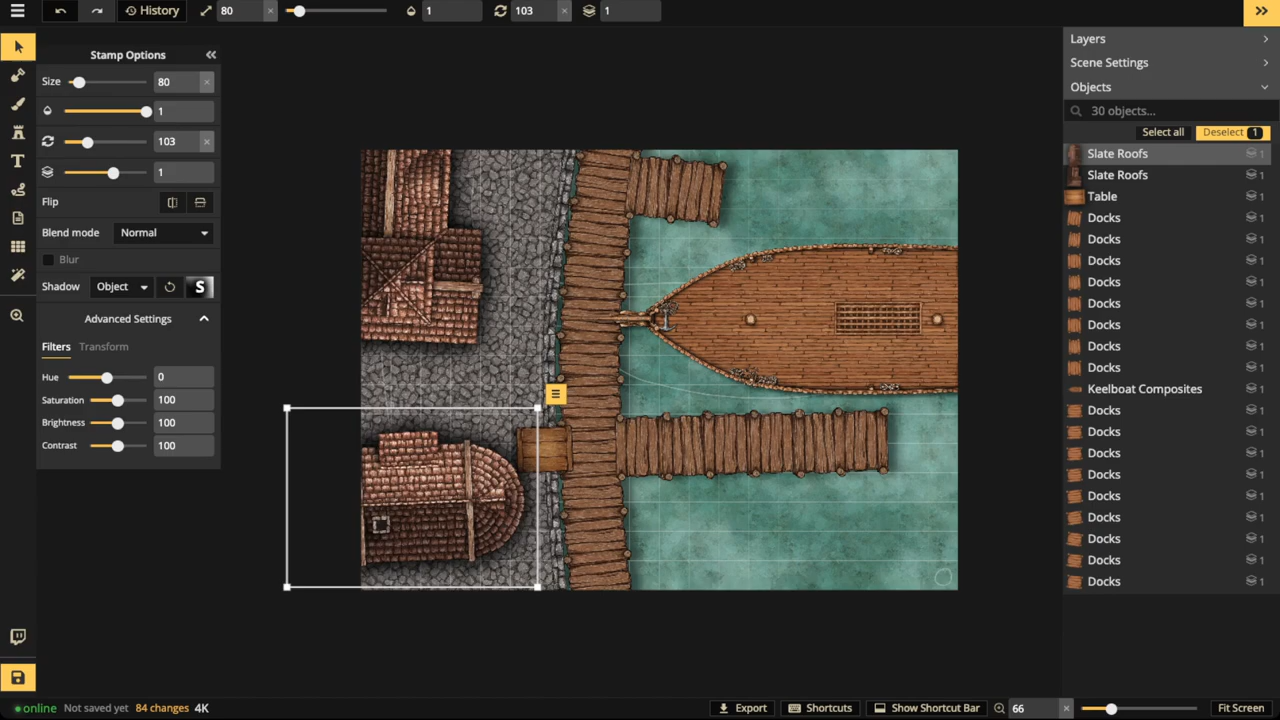 History 80 1 103 1
Stamp Options
Size 80
1
103
1
Flip
Blend mode Normal
Blur
Shadow Object S
Advanced Settings
Filters Transform
Hue 0
Saturation 100
Brightness 100
Contrast 100
Layers
Scene Settings
Objects
30 objects...
Select all Deselect 1
Slate Roofs 1
Slate Roofs 1
Table 1
Docks 1
Docks 1
Docks 1
Docks 1
Docks 1
Docks 1
Docks 1
Docks 1
Keelboat Composites 1
Docks 1
Docks 1
Docks 1
Docks 1
Docks 1
Docks 1
Docks 1
Docks 1
Docks 1
online Not saved yet 84 changes 4K Export Shortcuts Show Shortcut Bar 66 Fit Screen